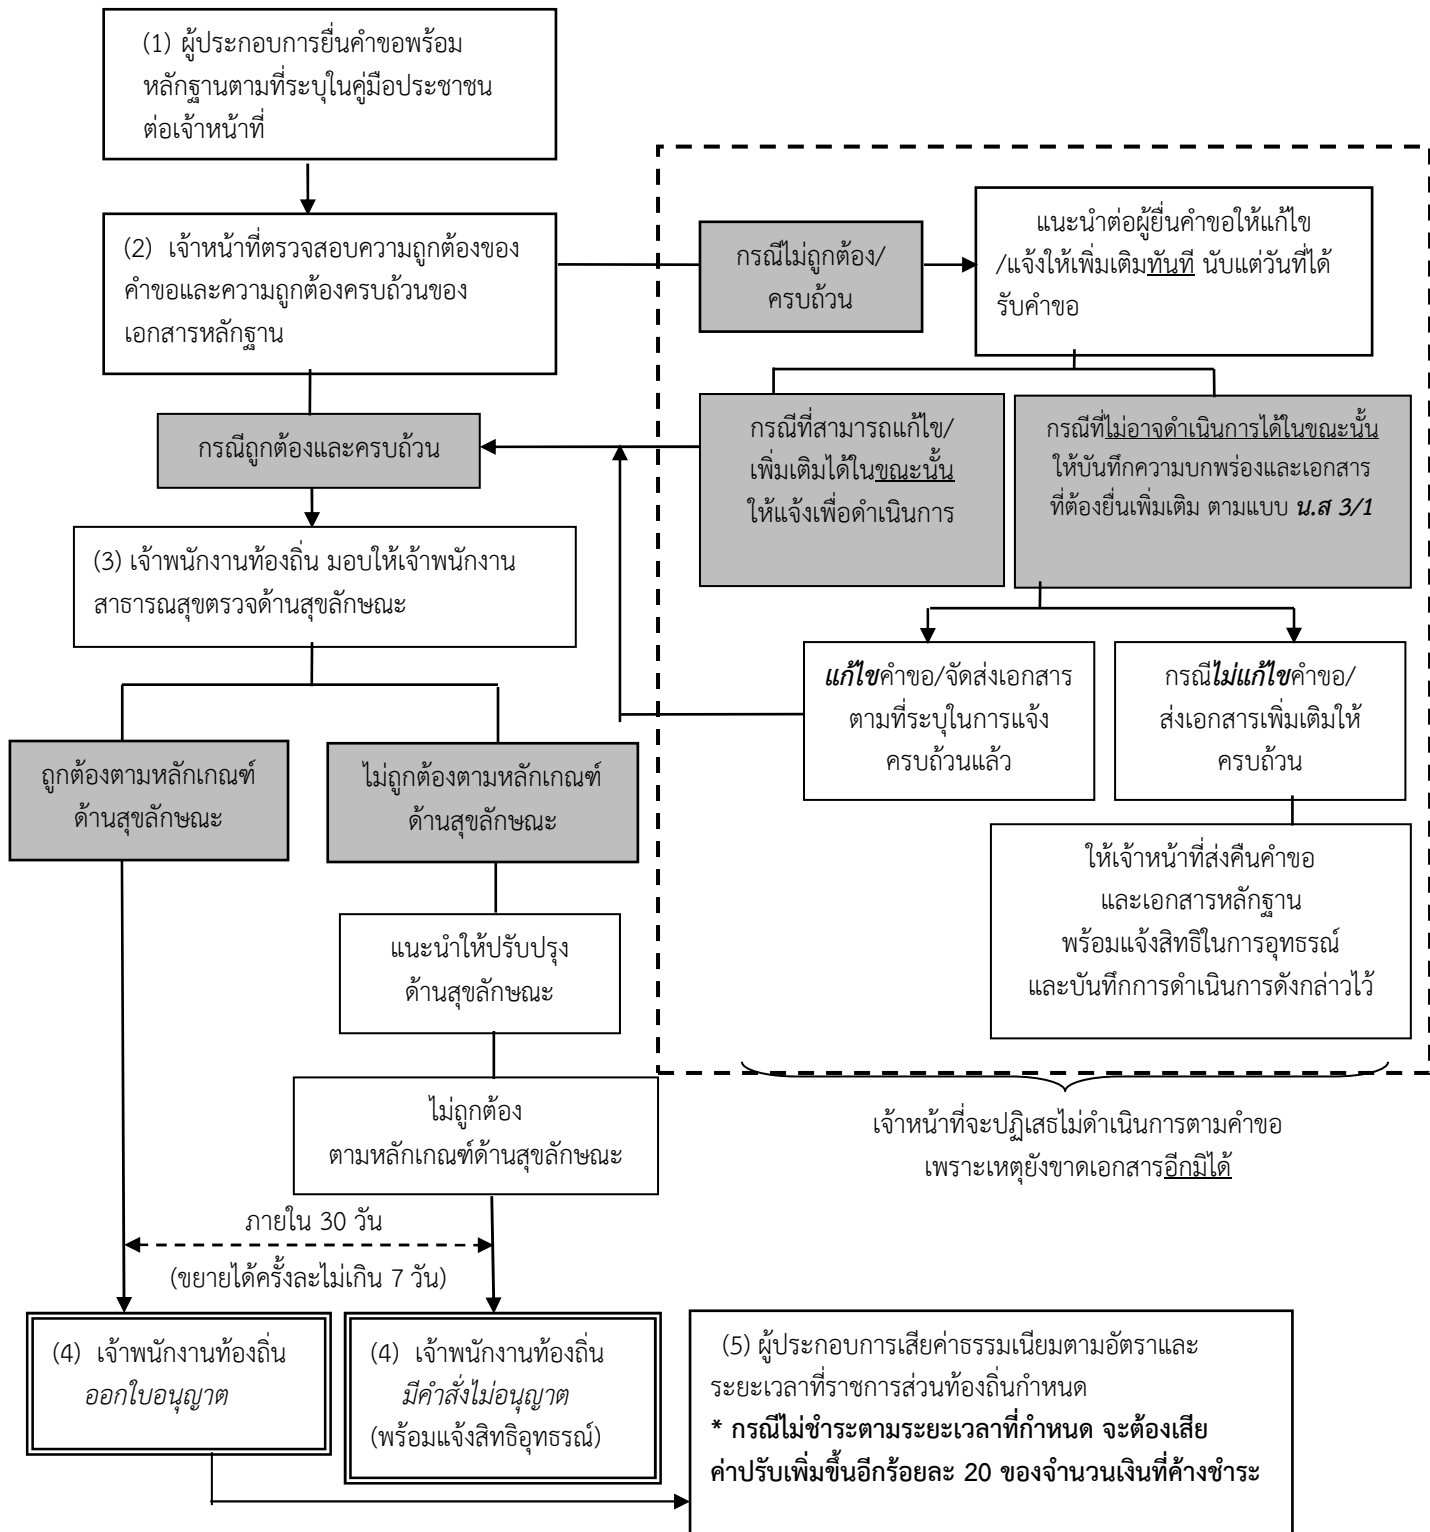 (1) ผู้ประกอบการยื่นคำขอพร้อม
หลักฐานตามที่ระบุในคู่มือประชาชน
ต่อเจ้าหน้าที่
(2) เจ้าหน้าที่ตรวจสอบความถูกต้องของ
คำขอและความถูกต้องครบถ้วนของ
เอกสารหลักฐาน
กรณีไม่ถูกต้อง/
ครบถ้วน
แนะนำต่อผู้ยื่นคำขอให้แก้ไข
/แจ้งให้เพิ่มเติมทันที นับแต่วันที่ได้
รับคำขอ
กรณีถูกต้องและครบถ้วน
กรณีที่สามารถแก้ไข/
เพิ่มเติมได้ในขณะนั้น
ให้แจ้งเพื่อดำเนินการ
กรณีที่ไม่อาจดำเนินการได้ในขณะนั้น
ให้บันทึกความบกพร่องและเอกสาร
ที่ต้องยื่นเพิ่มเติม ตามแบบ น.ส 3/1
(3) เจ้าพนักงานท้องถิ่น มอบให้เจ้าพนักงาน
สาธารณสุขตรวจด้านสุขลักษณะ
แก้ไขคำขอ/จัดส่งเอกสาร
ตามที่ระบุในการแจ้ง
ครบถ้วนแล้ว
กรณีไม่แก้ไขคำขอ/
ส่งเอกสารเพิ่มเติมให้
ครบถ้วน
ถูกต้องตามหลักเกณฑ์
ด้านสุขลักษณะ
ไม่ถูกต้องตามหลักเกณฑ์
ด้านสุขลักษณะ
ให้เจ้าหน้าที่ส่งคืนคำขอ
และเอกสารหลักฐาน
พร้อมแจ้งสิทธิในการอุทธรณ์
และบันทึกการดำเนินการดังกล่าวไว้
แนะนำให้ปรับปรุง
ด้านสุขลักษณะ
ไม่ถูกต้อง
ตามหลักเกณฑ์ด้านสุขลักษณะ
เจ้าหน้าที่จะปฏิเสธไม่ดำเนินการตามคำขอ
เพราะเหตุยังขาดเอกสารอีกมิได้
ภายใน 30 วัน
(ขยายได้ครั้งละไม่เกิน 7 วัน)
(4) เจ้าพนักงานท้องถิ่น
ออกใบอนุญาต
(4) เจ้าพนักงานท้องถิ่น
มีคำสั่งไม่อนุญาต
(พร้อมแจ้งสิทธิอุทธรณ์)
(5) ผู้ประกอบการเสียค่าธรรมเนียมตามอัตราและ
ระยะเวลาที่ราชการส่วนท้องถิ่นกำหนด
* กรณีไม่ชำระตามระยะเวลาที่กำหนด จะต้องเสีย
ค่าปรับเพิ่มขึ้นอีกร้อยละ 20 ของจำนวนเงินที่ค้างชำระ